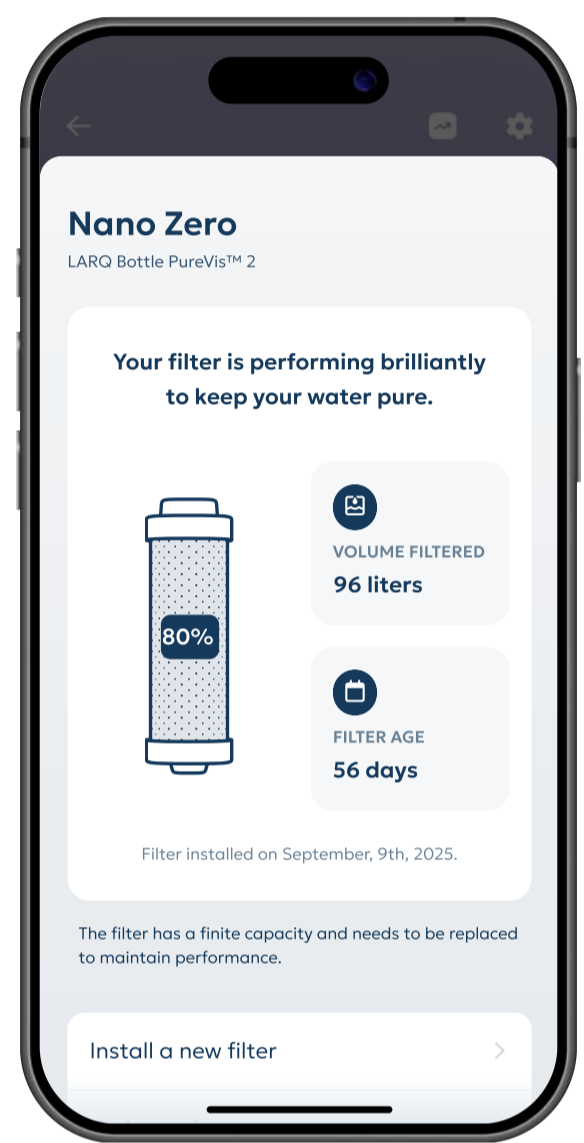 Nano Zero
LARQ Bottle PureVis™ 2
Your filter is performing brilliantly
to keep your water pure.
80%
VOLUME FILTERED
96 liters
FILTER AGE
56 days
Filter installed on September, 9th, 2025.
The filter has a finite capacity and needs to be replaced
to maintain performance.
Install a new filter